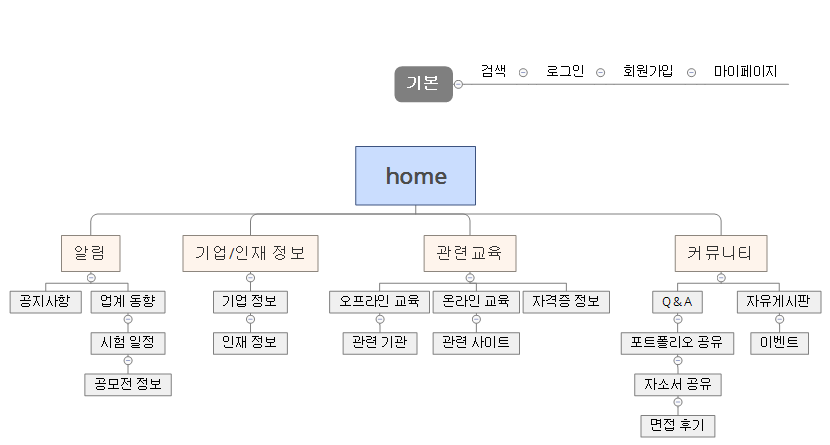 기본 검색 로그인 회원가입 마이페이지
home
알림 기업/인재 정보 관련교육 커뮤니티
공지사항 업계 동향 기업 정보 오프라인 교육 온라인 교육 자격증 정보 Q&A 자유게시판
시험 일정 인재 정보 관련 기관 관련 사이트 포트폴리오 공유 이벤트
공모전 정보 자소서 공유
면접 후기